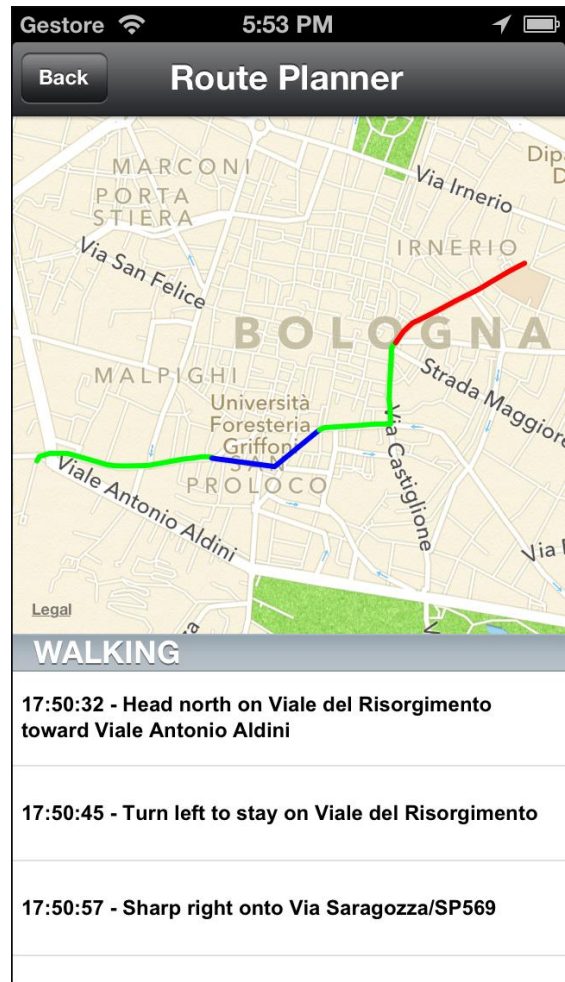 Gestore 5:53 PM
Back Route Planner
MARCONI
PORTA
STIERA
Via San Felice
Via Irnerio
Dip
D
IRNERIO
BOLOGNA
MALPIGHI
Strada Maggiore
Università
Foresteria
Griffoni
SAN
PROLOCO
Via Castiglione
Viale Antonio Aldini
Via
Legal
WALKING
17:50:32 - Head north on Viale del Risorgimento
toward Viale Antonio Aldini
17:50:45 - Turn left to stay on Viale del Risorgimento
17:50:57 - Sharp right onto Via Saragozza/SP569